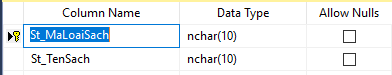 Column Name Data Type Allow Nulls
St_MaLoaiSach nchar(10)
St_TenSach nchar(10)